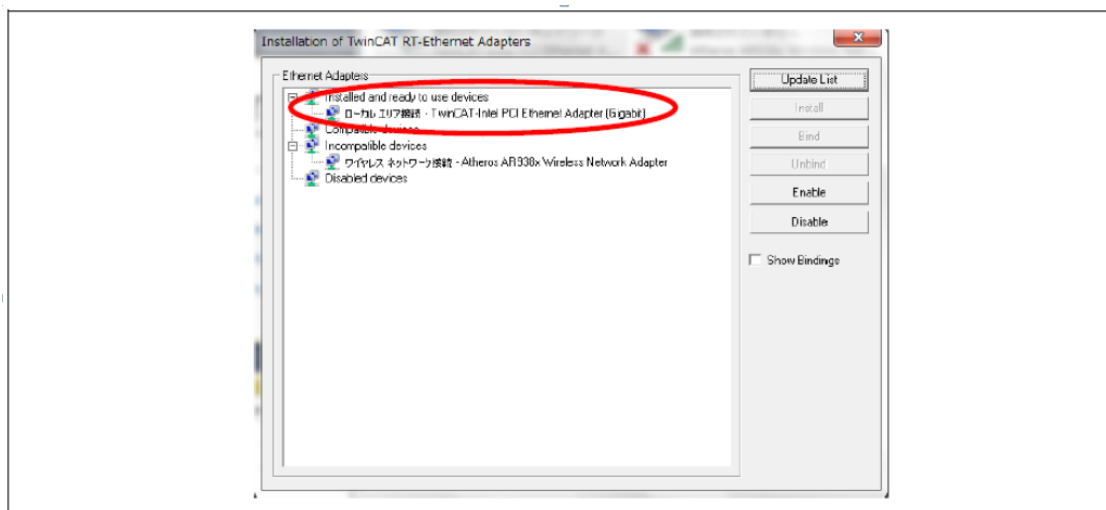 Installation of TwinCAT RT-Ethernet Adapters
Ethernet Adapters
Installed and ready to use devices
ローカル エリア接続 - TwinCAT-Intel PCI Ethernet Adapter (Gigabit)
Compatible devices
Incompatible devices
ワイヤレス ネットワーク接続 - Atheros AR938x Wireless Network Adapter
Disabled devices
Update List
Install
Bind
Unbind
Enable
Disable
Show Bindings